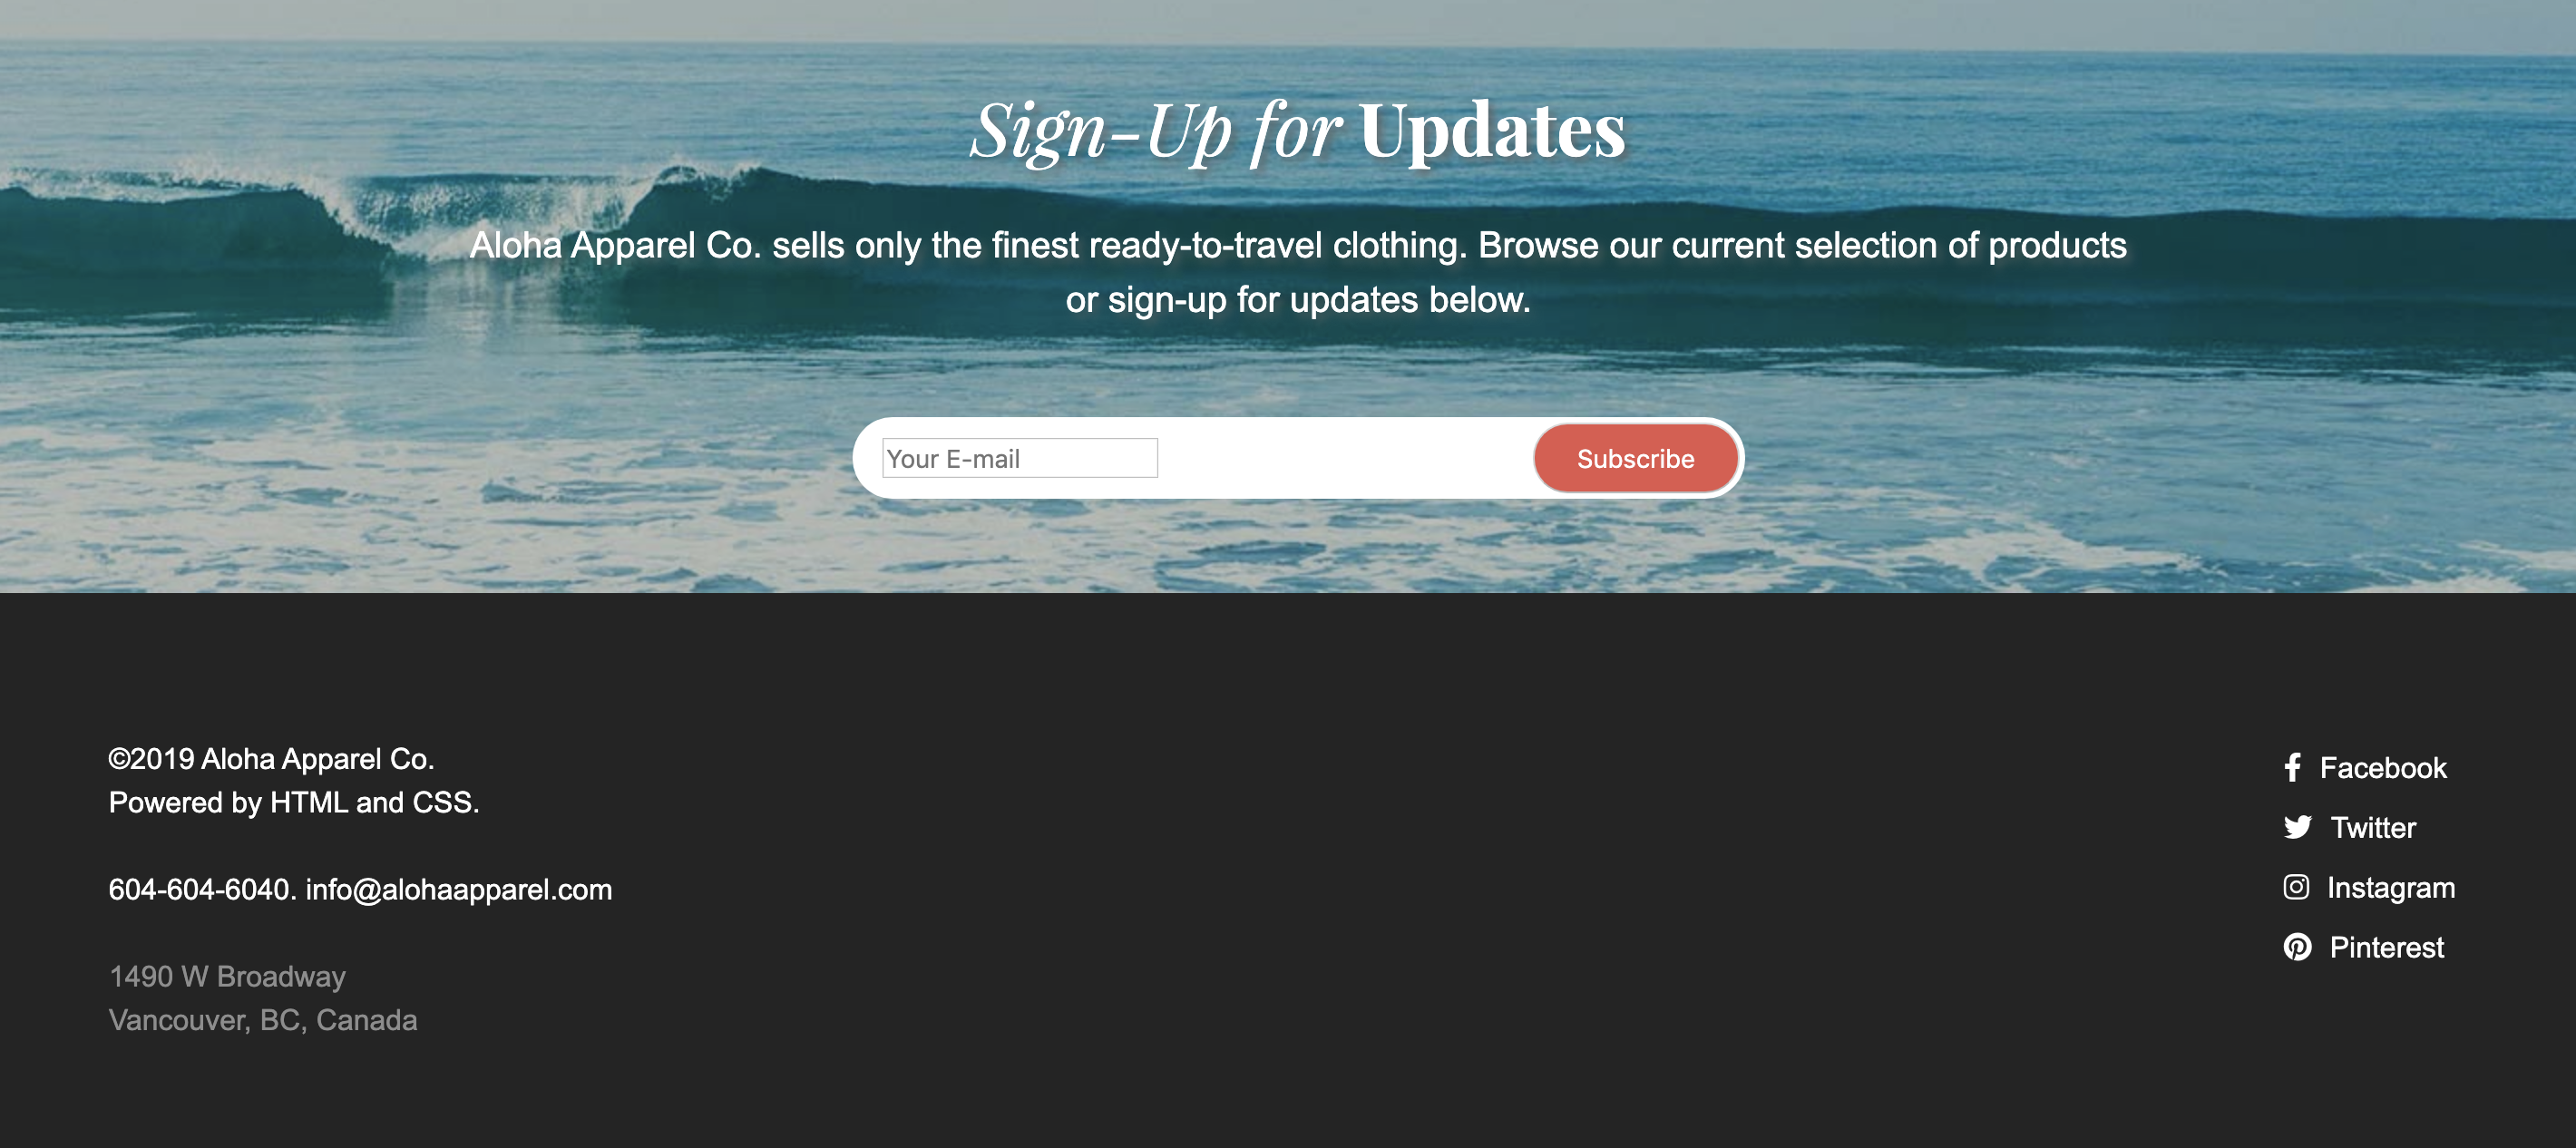 Sign-Up for Updates
Aloha Apparel Co. sells only the finest ready-to-travel clothing. Browse our current selection of products
or sign-up for updates below.
Your E-mail
Subscribe
©2019 Aloha Apparel Co.
Powered by HTML and CSS.
604-604-6040. info@alohaapparel.com
1490 W Broadway
Vancouver, BC, Canada
Facebook
Twitter
Instagram
Pinterest